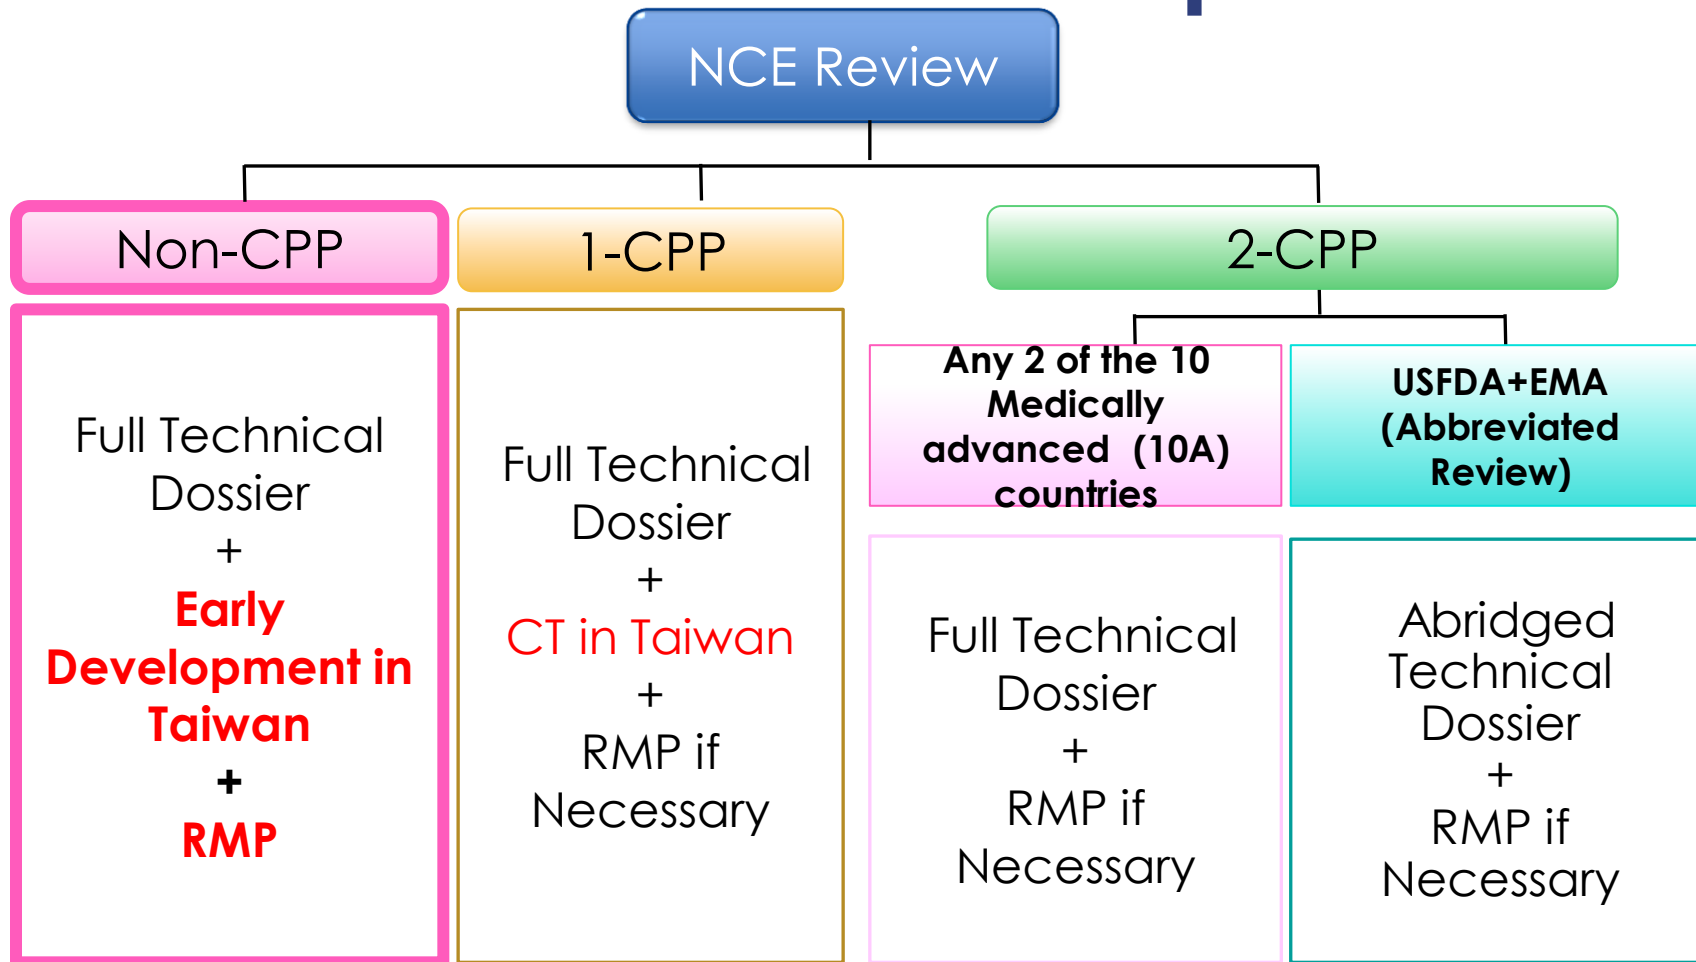 NCE Review
Non-CPP
1-CPP
2-CPP
Full Technical
Dossier
+
Early
Development in
Taiwan
+
RMP
Full Technical
Dossier
+
CT in Taiwan
+
RMP if
Necessary
Any 2 of the 10
Medically
advanced (10A)
countries
Full Technical
Dossier
+
RMP if
Necessary
USFDA+EMA
(Abbreviated
Review)
Abridged
Technical
Dossier
+
RMP if
Necessary